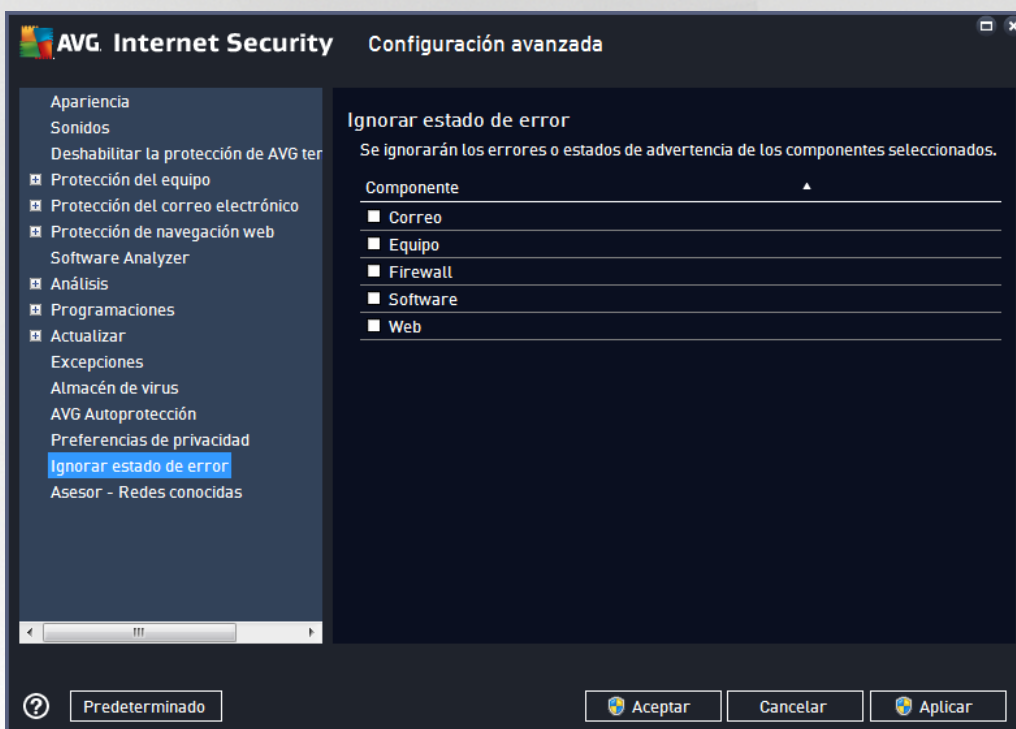 AVG. Internet Security Configuración avanzada
Apariencia
Sonidos
Deshabilitar la protección de AVG ter
Protección del equipo
Protección del correo electrónico
Protección de navegación web
Software Analyzer
Análisis
Programaciones
Actualizar
Excepciones
Almacén de virus
AVG Autoprotección
Preferencias de privacidad
Ignorar estado de error
Asesor - Redes conocidas
Ignorar estado de error
Se ignorarán los errores o estados de advertencia de los componentes seleccionados.
Componente
Correo
Equipo
Firewall
Software
Web
Predeterminado
Aceptar
Cancelar
Aplicar